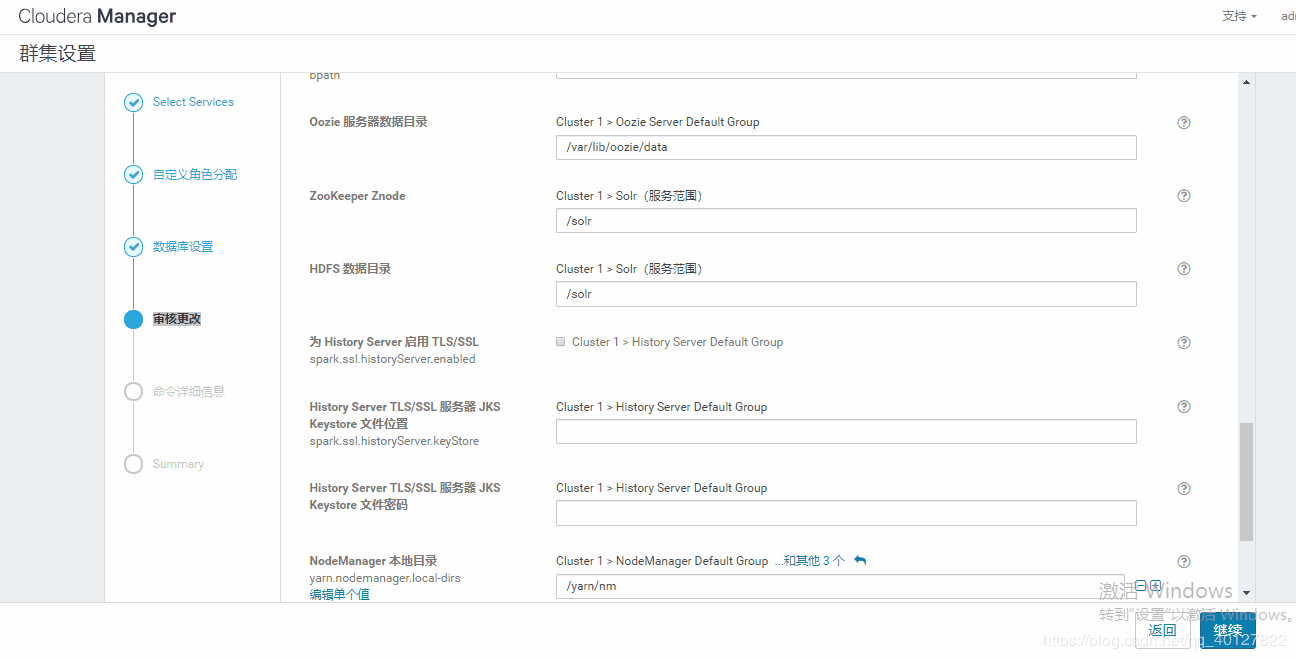 Cloudera Manager
支持
adi
群集设置
Select Services
自定义角色分配
数据库设置
审核更改
命令详细信息
Summary
bpath
Oozie 服务器数据目录
Cluster 1 > Oozie Server Default Group
/var/lib/oozie/data
ZooKeeper Znode
Cluster 1 > Solr（服务范围）
/solr
HDFS 数据目录
Cluster 1 > Solr（服务范围）
/solr
为 History Server 启用 TLS/SSL
spark.ssl.historyServer.enabled
Cluster 1 > History Server Default Group
History Server TLS/SSL 服务器 JKS
Keystore 文件位置
spark.ssl.historyServer.keyStore
Cluster 1 > History Server Default Group
History Server TLS/SSL 服务器 JKS
Keystore 文件密码
Cluster 1 > History Server Default Group
NodeManager 本地目录
yarn.nodemanager.local-dirs
编辑单个值
Cluster 1 > NodeManager Default Group ...和其他 3 个
/yarn/nm
激活 Windows
转到"设置"以激活 Windows。
返回
继续
https://blog.csdn.net/qq_40127822